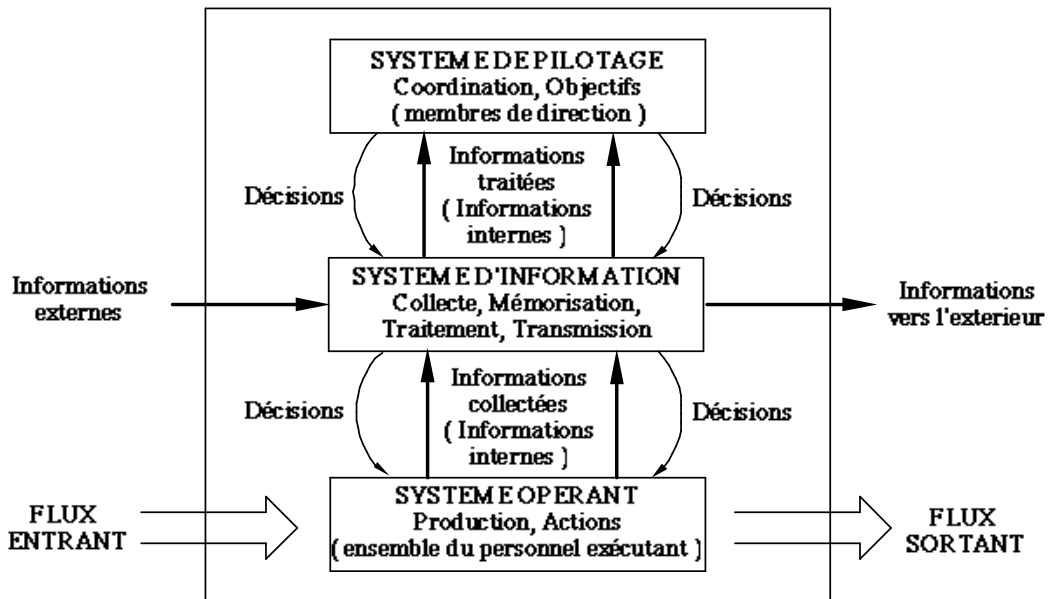 SYSTEME DE PILOTAGE
Coordination, Objectifs
( membres de direction )
Informations
traitées
( Informations
internes )
Décisions
Décisions
SYSTEME D'INFORMATION
Collecte, Mémorisation,
Traitement, Transmission
Informations
externes
Informations
vers l'exterieur
Informations
collectées
( Informations
internes )
Décisions
Décisions
SYSTEME OPERANT
Production, Actions
( ensemble du personnel exécutant )
FLUX
ENTRANT
FLUX
SORTANT